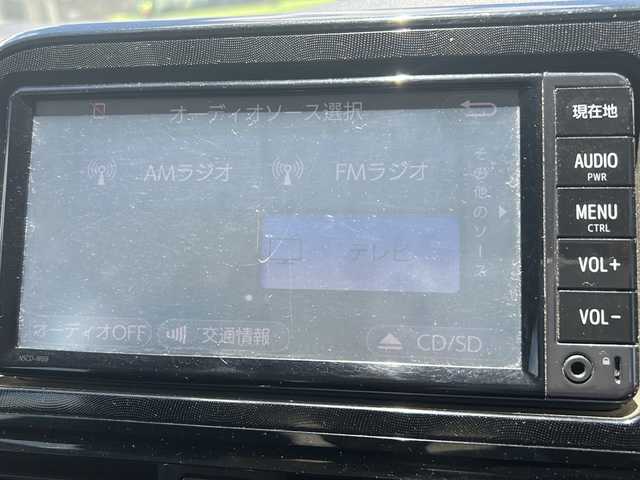 オーディオソース選択
AMラジオ
FMラジオ
その他のソース
テレビ
オーディオOFF
交通情報
CD/SD
NSCD-W66
現在地
AUDIO
PWR
MENU
CTRL
VOL+
VOL-